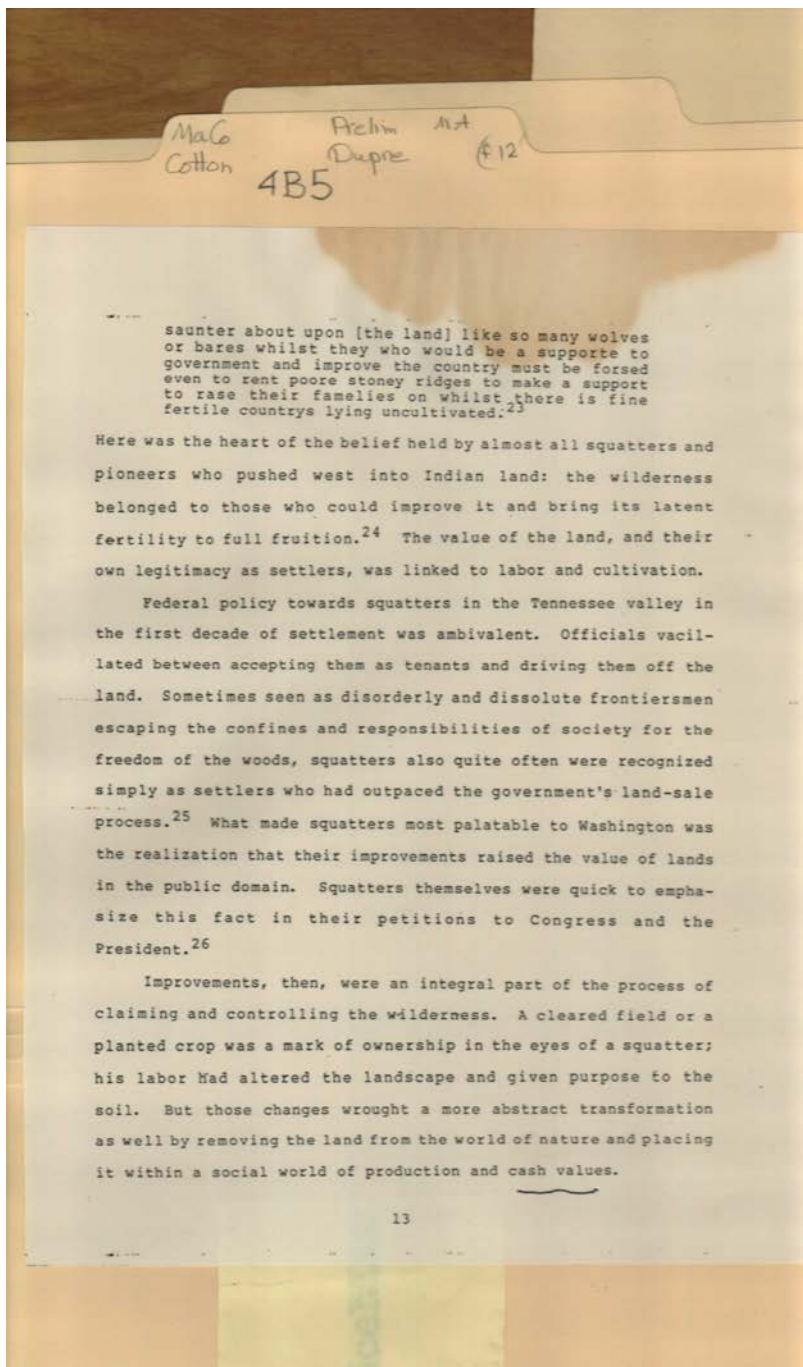 MaCo Prelim MA
Cotton Dupre
4B5
saunter about upon [the land] like so many wolves
or bares whilst they who would be a supporte to
government and improve the country must be forsed
even to rent poore stoney ridges to make a support
to rase their famelies on whilst there is fine
fertile countrys lying uncultivated.23
Here was the heart of the belief held by almost all squatters and
pioneers who pushed west into Indian land: the wilderness
belonged to those who could improve it and bring its latent
fertility to full fruition.24 The value of the land, and their
own legitimacy as settlers, was linked to labor and cultivation.
Federal policy towards squatters in the Tennessee valley in
the first decade of settlement was ambivalent. Officials vacil-
lated between accepting them as tenants and driving them off the
land. Sometimes seen as disorderly and dissolute frontiersmen
escaping the confines and responsibilities of society for the
freedom of the woods, squatters also quite often were recognized
simply as settlers who had outpaced the government's land-sale
process.25 What made squatters most palatable to Washington was
the realization that their improvements raised the value of lands
in the public domain. Squatters themselves were quick to empha-
size this fact in their petitions to Congress and the
President.26
Improvements, then, were an integral part of the process of
claiming and controlling the wilderness. A cleared field or a
planted crop was a mark of ownership in the eyes of a squatter;
his labor had altered the landscape and given purpose to the
soil. But those changes wrought a more abstract transformation
as well by removing the land from the world of nature and placing
it within a social world of production and cash values.
13